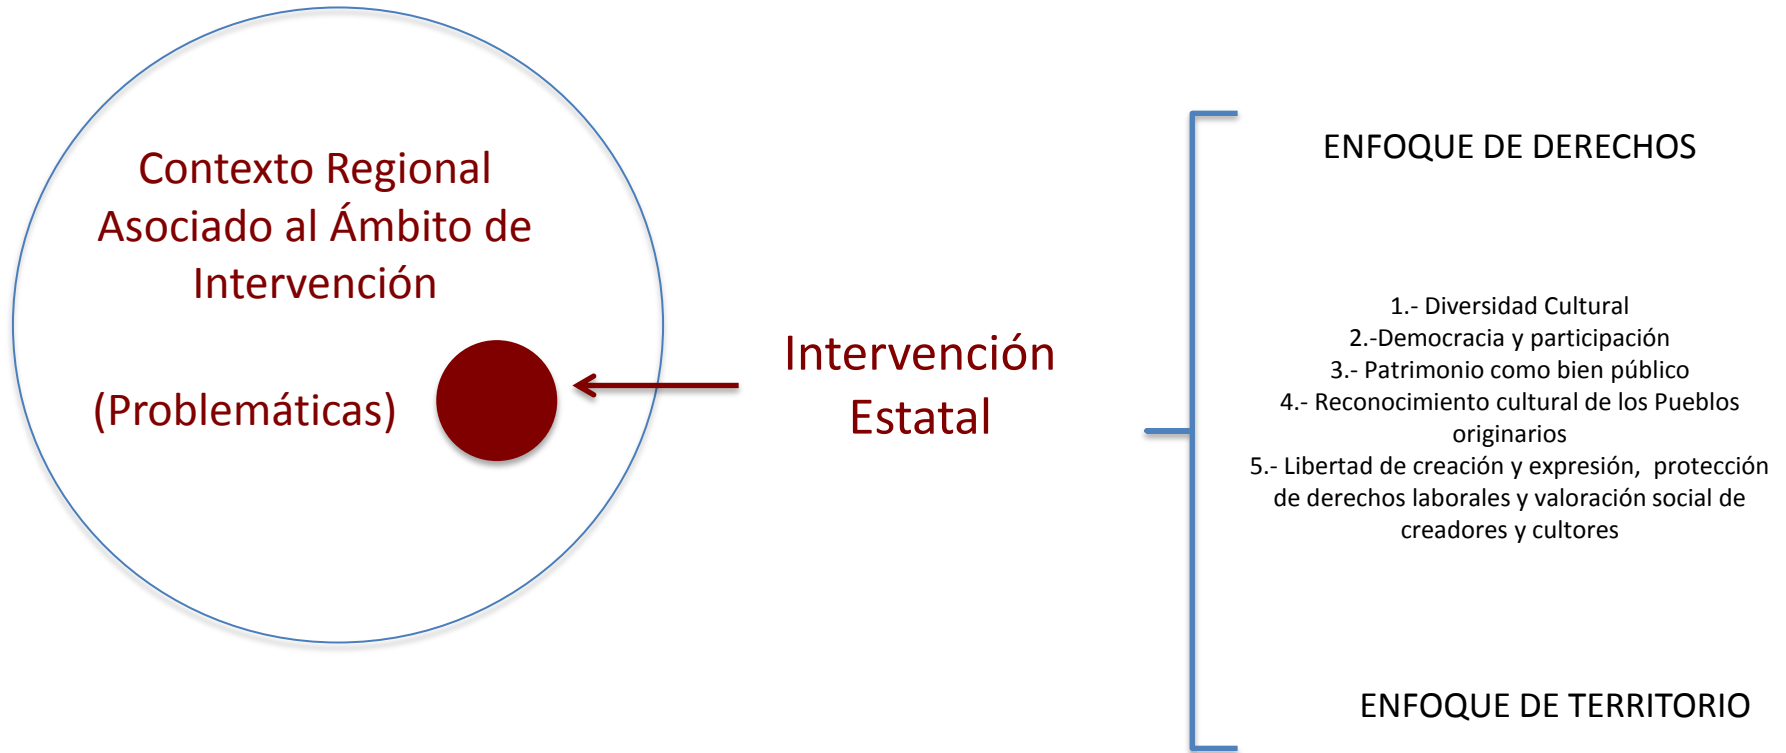 Contexto Regional
Asociado al Ámbito de
Intervención
(Problemáticas)
Intervención
Estatal
ENFOQUE DE DERECHOS
1.- Diversidad Cultural
2.-Democracia y participación
3.- Patrimonio como bien público
4.- Reconocimiento cultural de los Pueblos
originarios
5.- Libertad de creación y expresión, protección
de derechos laborales y valoración social de
creadores y cultores
ENFOQUE DE TERRITORIO